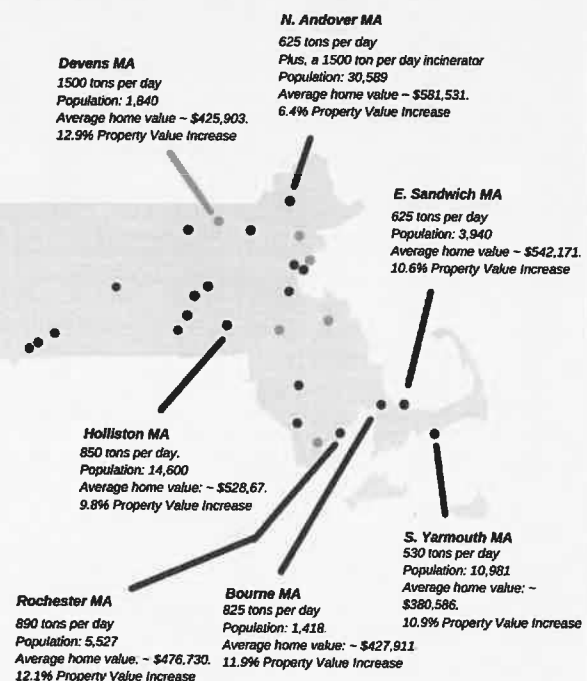 N. Andover MA
625 tons per day
Plus, a 1500 ton per day incinerator
Population: 30,589
Average home value ~ $581,531.
6.4% Property Value Increase
Devens MA
1500 tons per day
Population: 1,840
Average home value ~ $425,903.
12.9% Property Value Increase
E. Sandwich MA
625 tons per day
Population: 3,940
Average home value ~ $542,171.
10.6% Property Value Increase
Holliston MA
850 tons per day.
Population: 14,600
Average home value: ~ $528,67.
9.8% Property Value Increase
S. Yarmouth MA
530 tons per day
Population: 10,981
Average home value: ~
$380,586.
10.9% Property Value Increase
Rochester MA
890 tons per day
Population: 5,527
Average home value. ~ $476,730.
12.1% Property Value Increase
Bourne MA
825 tons per day
Population: 1,418.
Average home value: ~ $427,911
11.9% Property Value Increase